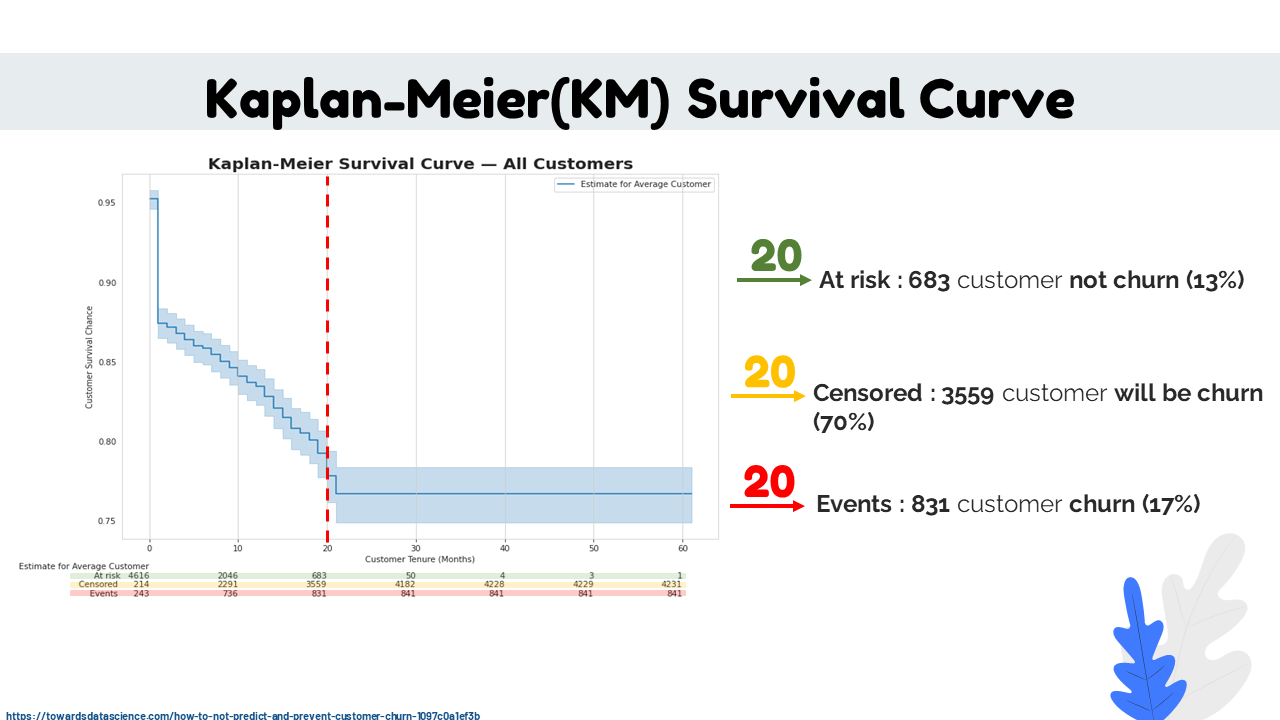 Kaplan-Meier(KM) Survival Curve
Kaplan-Meier Survival Curve — All Customers
Estimate for Average Customer
0.95
0.90
0.85
0.80
0.75
Customer Survival Chance
0 10 20 30 40 50 60
Customer Tenure (Months)
Estimate for Average Customer
At risk 4616 2046 683 50 4 3 1
Censored 214 2291 3559 4182 4228 4229 4231
Events 243 736 831 841 841 841 841
20
At risk : 683 customer not churn (13%)
20
Censored : 3559 customer will be churn
(70%)
20
Events : 831 customer churn (17%)
https://towardsdatascience.com/how-to-not-predict-and-prevent-customer-churn-1097c0a1ef3b